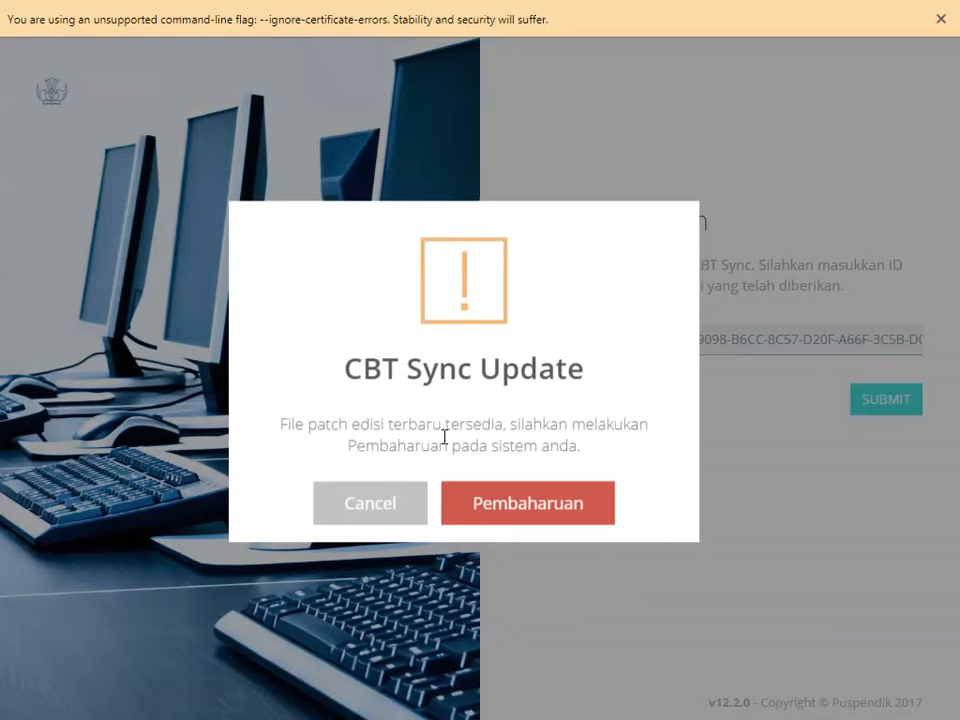 You are using an unsupported command-line flag: --ignore-certificate-errors. Stability and security will suffer.
BT Sync. Silahkan masukkan ID
i yang telah diberikan.
9098-B6CC-8C57-D20F-A66F-3C5B-D0
SUBMIT
!
CBT Sync Update
File patch edisi terbaru tersedia, silahkan melakukan
Pembaharuan pada sistem anda.
Cancel
Pembaharuan
v12.2.0 - Copyright © Puspendik 2017